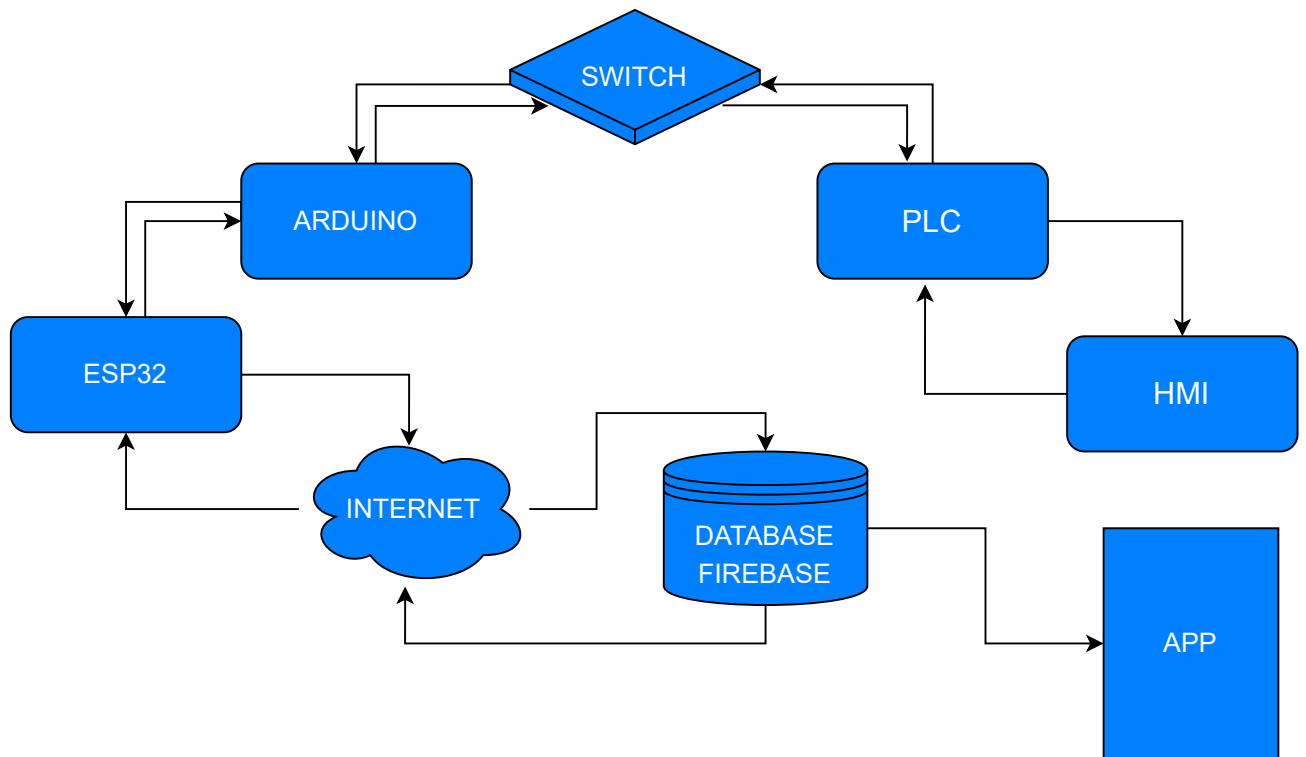 SWITCH
ARDUINO
PLC
ESP32
HMI
INTERNET
DATABASE
FIREBASE
APP